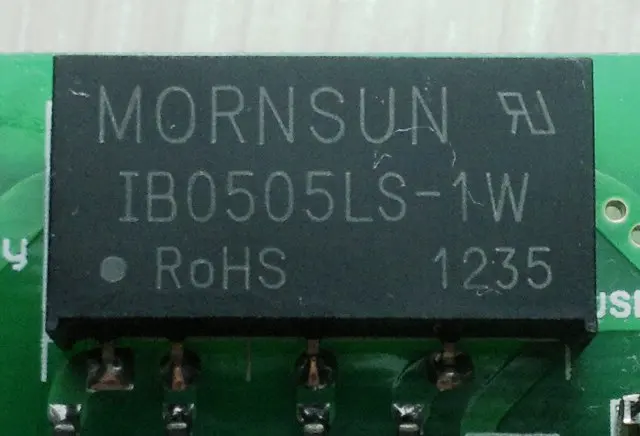 MORNSUN
IB0505LS-1W
RoHS 1235
y